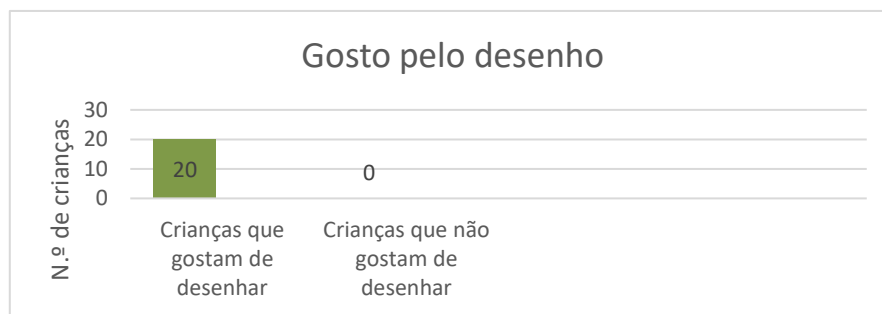 Gosto pelo desenho
N.º de crianças
30
20
10
0
20
0
Crianças que
gostam de
desenhar
Crianças que não
gostam de
desenhar